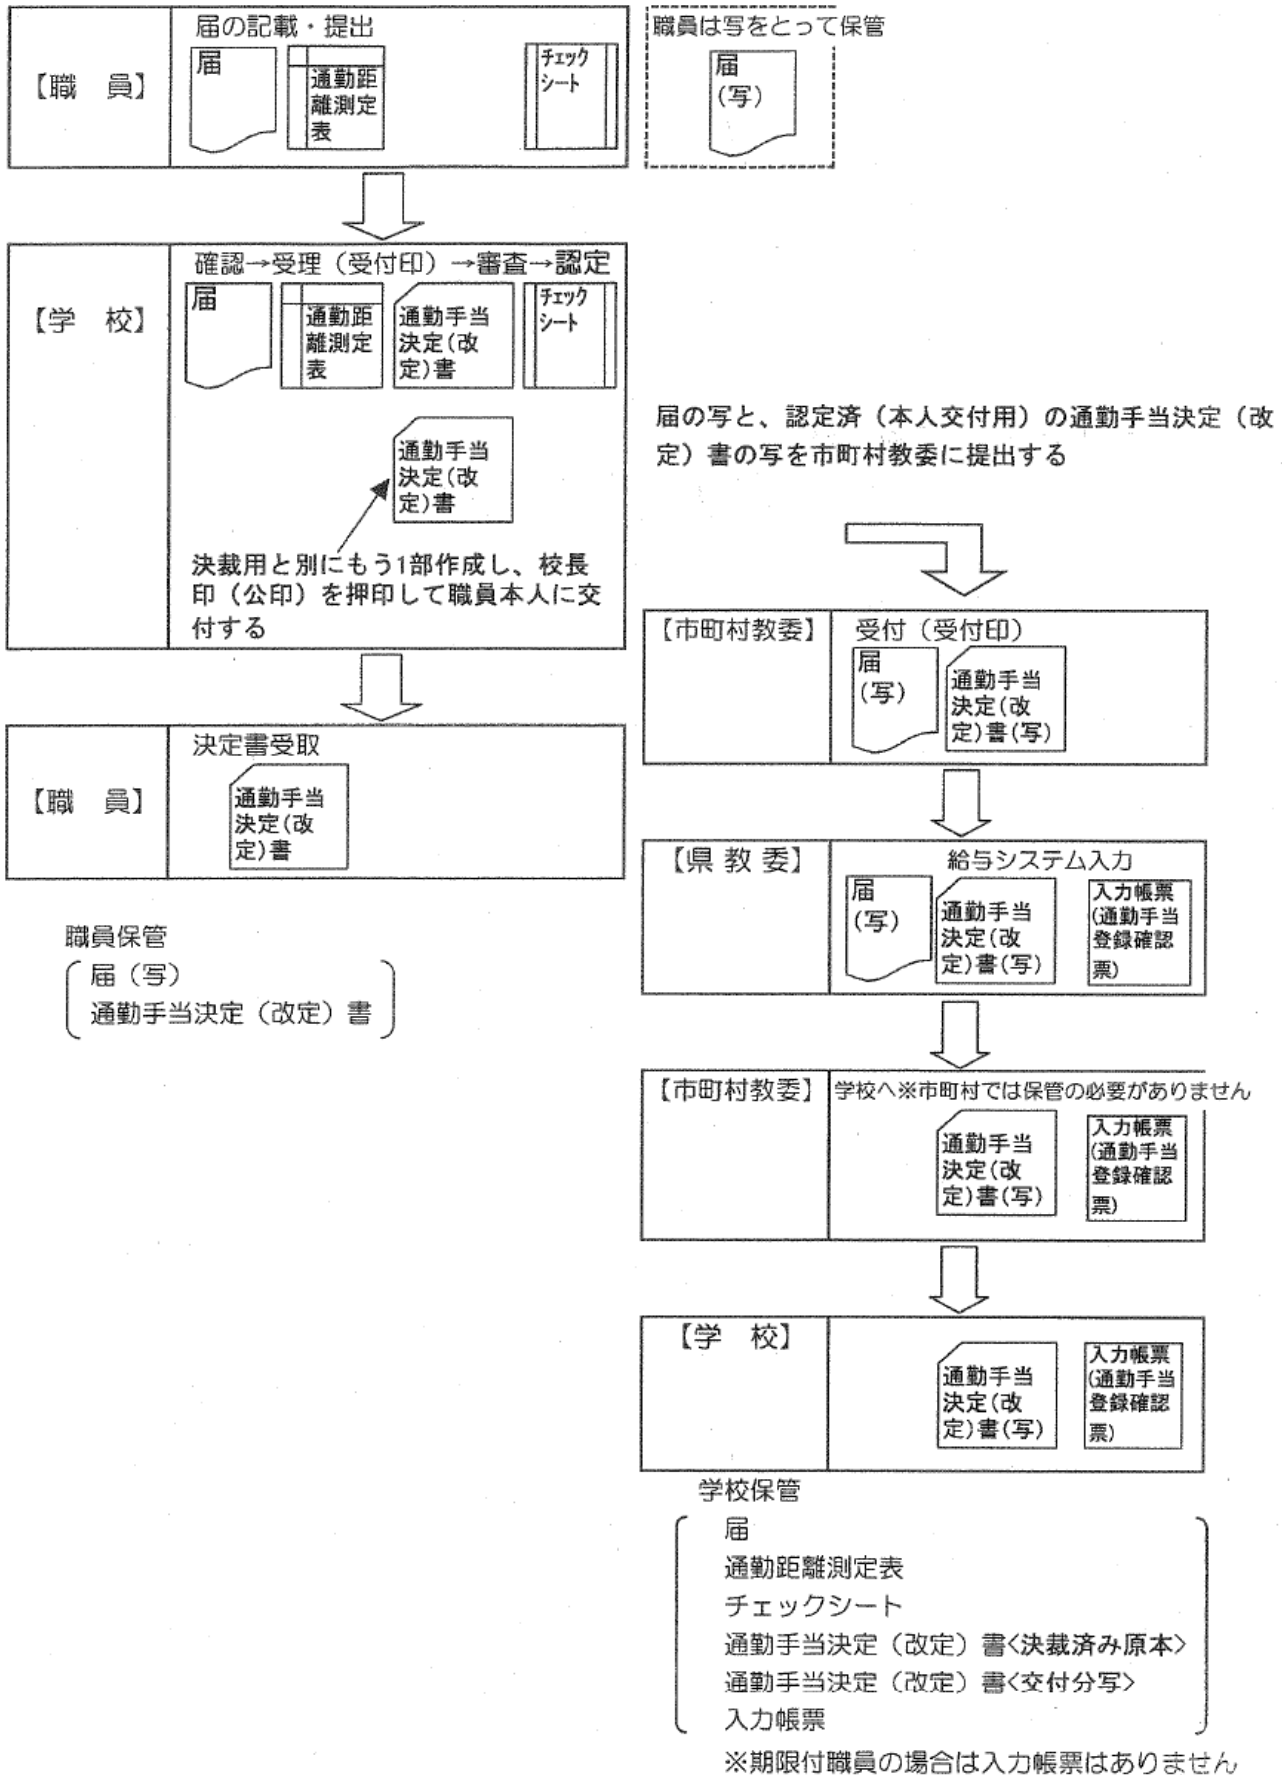 【職　員】
届の記載・提出
届
通勤距
離測定
表
チェック
シート
職員は写をとって保管
届
(写)
【学　校】
確認→受理（受付印）→審査→認定
届
通勤距
離測定
表
通勤手当
決定(改
定)書
チェック
シート
通勤手当
決定(改
定)書
決裁用と別にもう1部作成し、校長
印（公印）を押印して職員本人に交
付する
【職　員】
決定書受取
通勤手当
決定(改
定)書
職員保管
届（写）
通勤手当決定（改定）書
届の写と、認定済（本人交付用）の通勤手当決定（改
定）書の写を市町村教委に提出する
【市町村教委】
受付（受付印）
届
(写)
通勤手当
決定(改
定)書(写)
【県 教 委】
給与システム入力
届
(写)
通勤手当
決定(改
定)書(写)
入力帳票
(通勤手当
登録確認
票)
【市町村教委】
学校へ※市町村では保管の必要がありません
通勤手当
決定(改
定)書(写)
入力帳票
(通勤手当
登録確認
票)
【学　校】
通勤手当
決定(改
定)書(写)
入力帳票
(通勤手当
登録確認
票)
学校保管
届
通勤距離測定表
チェックシート
通勤手当決定（改定）書<決裁済み原本>
通勤手当決定（改定）書<交付分写>
入力帳票
※期限付職員の場合は入力帳票はありません